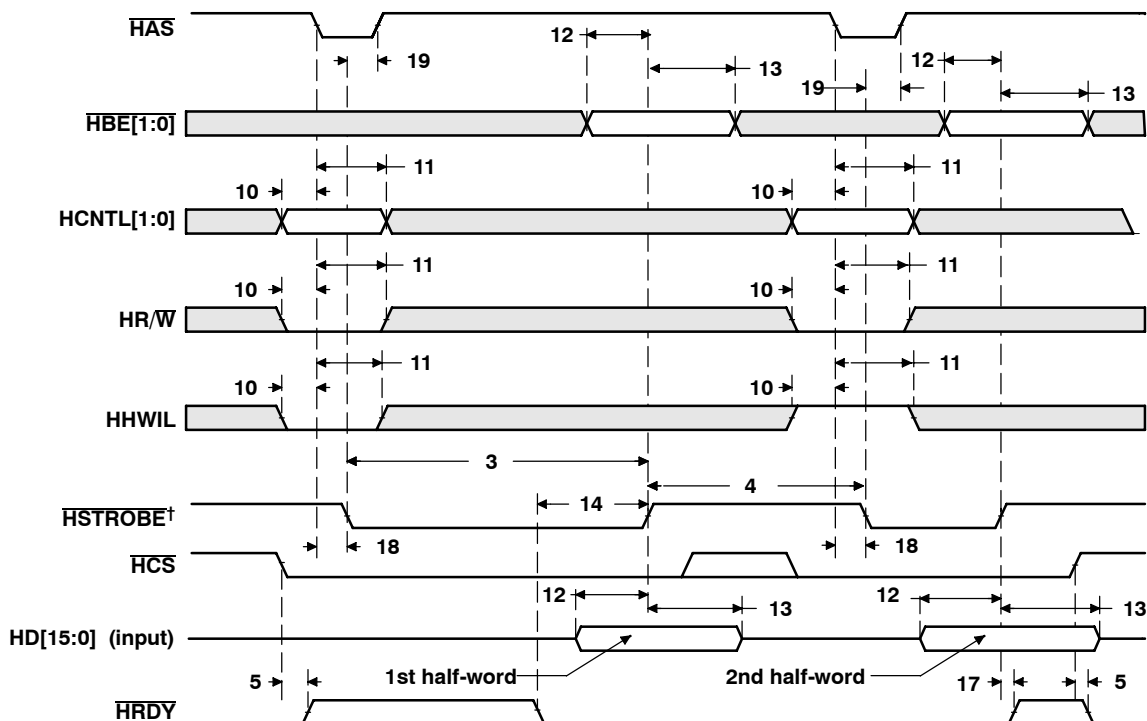 HAS
12
19
13
12
19
13
HBE[1:0]
11
11
10
10
HCNTL[1:0]
11
11
10
10
HR/W
11
11
10
10
HHWIL
3
4
14
HSTROBE†
18
18
HCS
12
13
12
13
HD[15:0] (input)
1st half-word
2nd half-word
5
17
5
HRDY